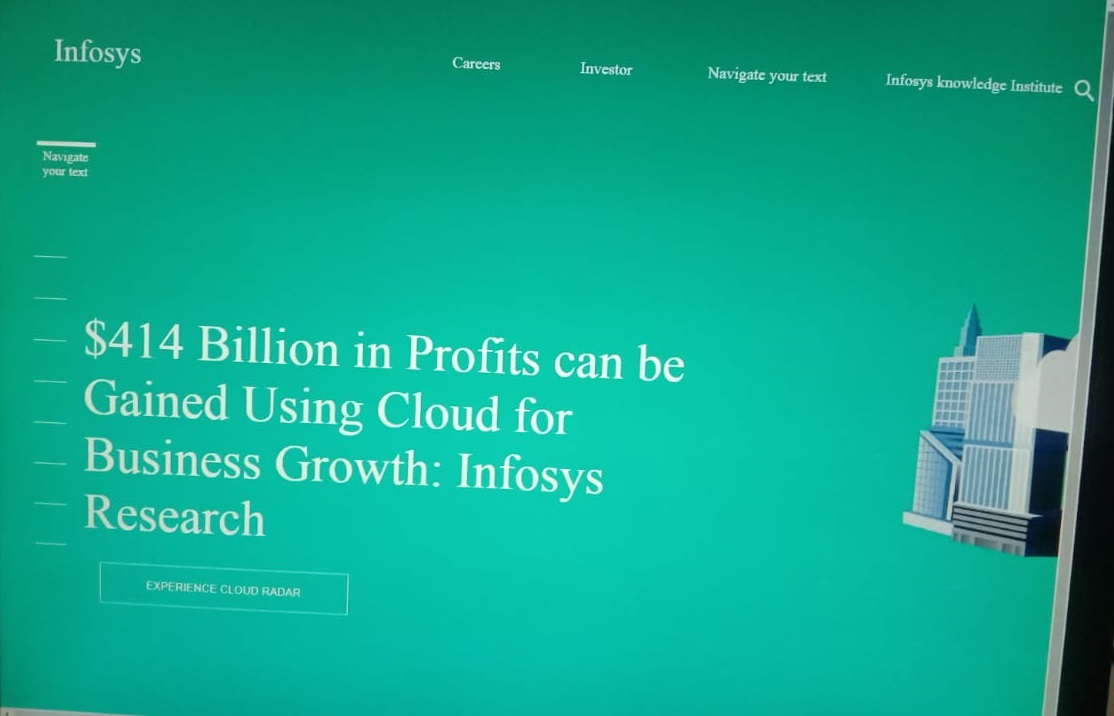 Infosys
Careers
Investor
Navigate your text
Infosys knowledge Institute
Navigate
your text
$414 Billion in Profits can be
Gained Using Cloud for
Business Growth: Infosys
Research
EXPERIENCE CLOUD RADAR